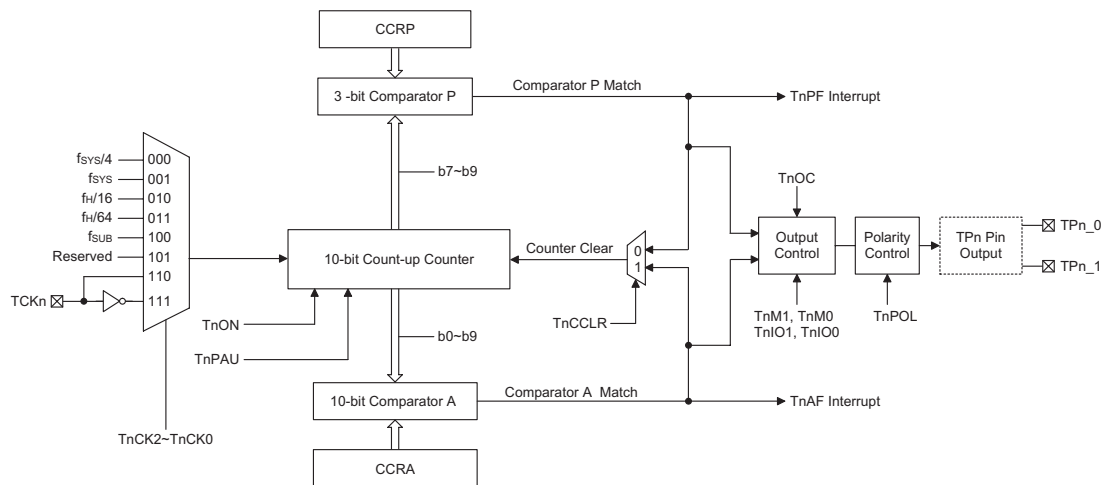 CCRP
3 -bit Comparator P
Comparator P Match
TnPF Interrupt
fSYS/4
000
fSYS
001
fH/16
010
fH/64
011
fSUB
100
Reserved
101
110
TCKn
111
b7~b9
10-bit Count-up Counter
Counter Clear
0
1
TnOC
Output
Control
Polarity
Control
TPn Pin
Output
TPn_0
TPn_1
TnON
TnPAU
b0~b9
TnCCLR
TnM1, TnM0
TnIO1, TnIO0
TnPOL
10-bit Comparator A
Comparator A  Match
TnAF Interrupt
TnCK2~TnCK0
CCRA